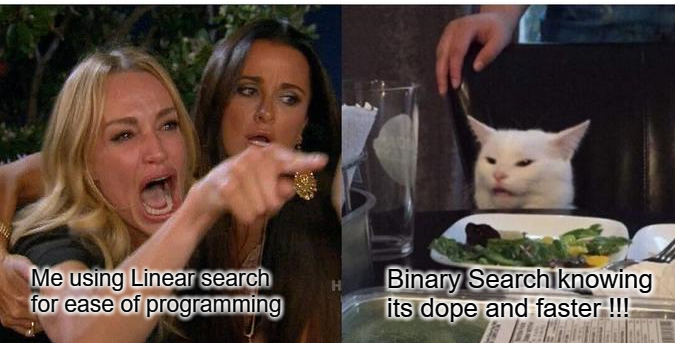 Me using Linear search
for ease of programming
Binary Search knowing
its dope and faster !!!